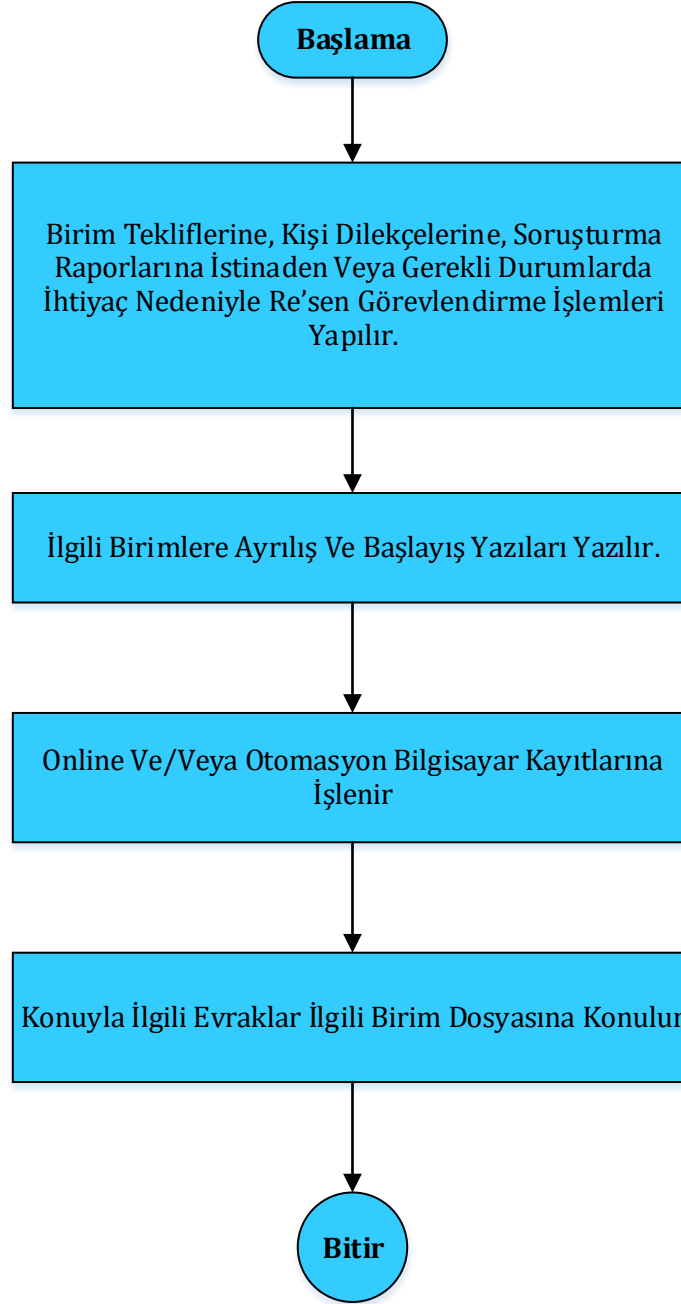 Başlama
Birim Tekliflerine, Kişi Dilekçelerine, Soruşturma
Raporlarına İstinaden Veya Gerekli Durumlarda
İhtiyaç Nedeniyle Re’sen Görevlendirme İşlemleri
Yapılır.
İlgili Birimlere Ayrılış Ve Başlayış Yazıları Yazılır.
Online Ve/Veya Otomasyon Bilgisayar Kayıtlarına
İşlenir
Konuyla İlgili Evraklar İlgili Birim Dosyasına Konulur
Bitir